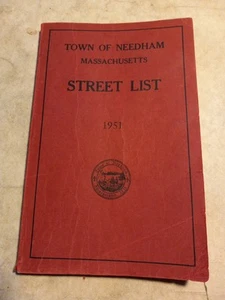 TOWN OF NEEDHAM
MASSACHUSETTS
STREET LIST
1951